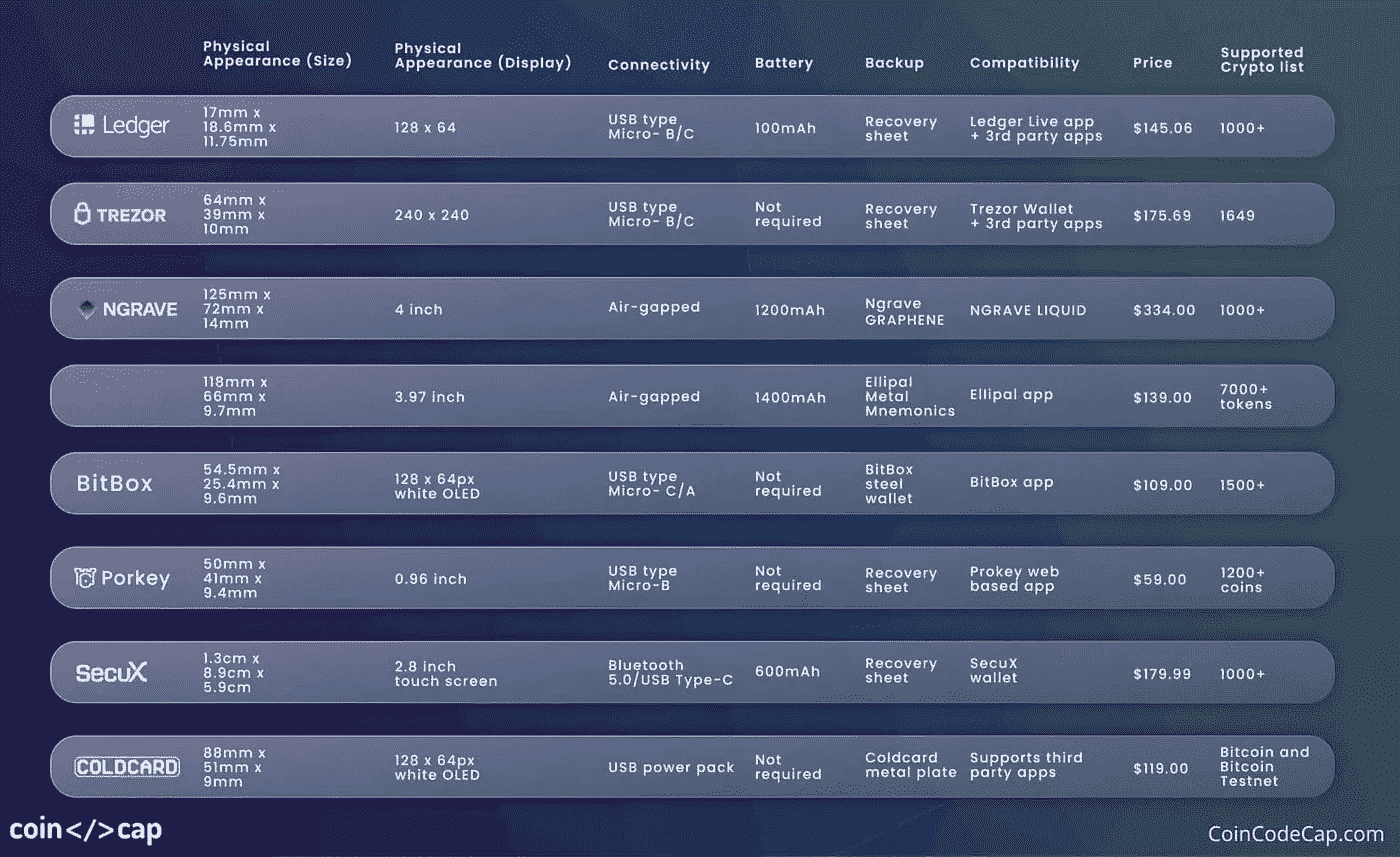 Physical
Appearance (Size)
Physical
Appearance (Display)
Connectivity
Battery
Backup
Compatibility
Price
Supported
Crypto list
Ledger
17mm x
18.6mm x
11.75mm
128 x 64
USB type
Micro- B/C
100mAh
Recovery
sheet
Ledger Live app
+ 3rd party apps
$145.06
1000+
TREZOR
64mm x
39mm x
10mm
240 x 240
USB type
Micro- B/C
Not
required
Recovery
sheet
Trezor Wallet
+ 3rd party apps
$175.69
1649
NGRAVE
125mm x
72mm x
14mm
4 inch
Air-gapped
1200mAh
Ngrave
GRAPHENE
NGRAVE LIQUID
$334.00
1000+
118mm x
66mm x
9.7mm
3.97 inch
Air-gapped
1400mAh
Ellipal
Metal
Mnemonics
Ellipal app
$139.00
7000+
tokens
BitBox
54.5mm x
25.4mm x
9.6mm
128 x 64px
white OLED
USB type
Micro- C/A
Not
required
BitBox
steel
wallet
BitBox app
$109.00
1500+
Porkey
50mm x
41mm x
9.4mm
0.96 inch
USB type
Micro-B
Not
required
Recovery
sheet
Prokey web
based app
$59.00
1200+
coins
SecuX
1.3cm x
8.9cm x
5.9cm
2.8 inch
touch screen
Bluetooth
5.0/USB Type-C
600mAh
Recovery
sheet
SecuX
wallet
$179.99
1000+
COLDCARD
88mm x
51mm x
9mm
128 x 64px
white OLED
USB power pack
Not
required
Coldcard
metal plate
Supports third
party apps
$119.00
Bitcoin and
Bitcoin
Testnet
coin</>cap
CoinCodeCap.com